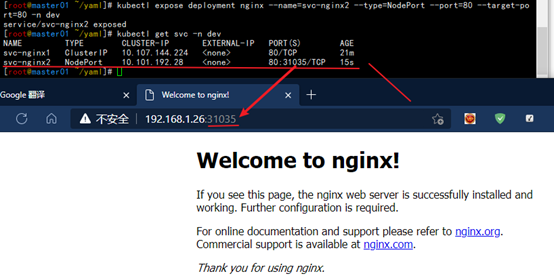 [root@master01 ~/yaml]# kubectl expose deployment nginx --name=svc-nginx2 --type=NodePort --port=80 --target-po
rt=80 -n dev
service/svc-nginx2 exposed
[root@master01 ~/yaml]# kubectl get svc -n dev
NAME TYPE CLUSTER-IP EXTERNAL-IP PORT(S) AGE
svc-nginx1 ClusterIP 10.107.144.224 <none> 80/TCP 21m
svc-nginx2 NodePort 10.101.192.28 <none> 80:31035/TCP 15s
[root@master01 ~/yaml]#
Google 翻译 Welcome to nginx!
不安全 192.168.1.26:31035
Welcome to nginx!
If you see this page, the nginx web server is successfully installed and
working. Further configuration is required.
For online documentation and support please refer to nginx.org.
Commercial support is available at nginx.com.
Thank you for using nginx.